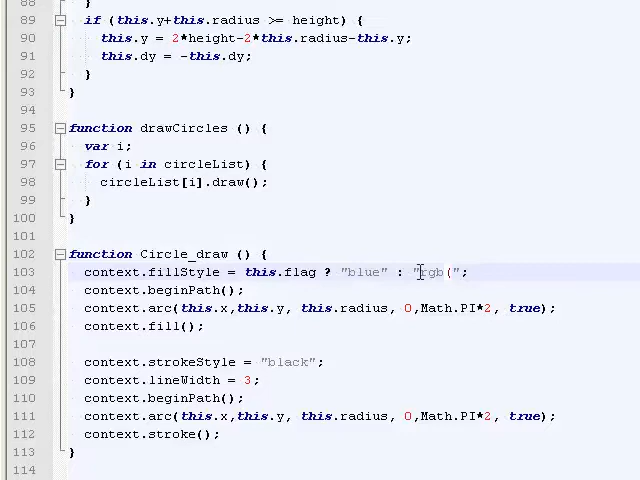 88 }
89 if (this.y+this.radius >= height) {
90 this.y = 2*height-2*this.radius-this.y;
91 this.dy = -this.dy;
92 }
93 }
94
95 function drawCircles () {
96 var i;
97 for (i in circleList) {
98 circleList[i].draw();
99 }
100 }
101
102 function Circle_draw () {
103 context.fillStyle = this.flag ? "blue" : "rgb(";
104 context.beginPath();
105 context.arc(this.x,this.y, this.radius, 0,Math.PI*2, true);
106 context.fill();
107
108 context.strokeStyle = "black";
109 context.lineWidth = 3;
110 context.beginPath();
111 context.arc(this.x,this.y, this.radius, 0,Math.PI*2, true);
112 context.stroke();
113 }
114